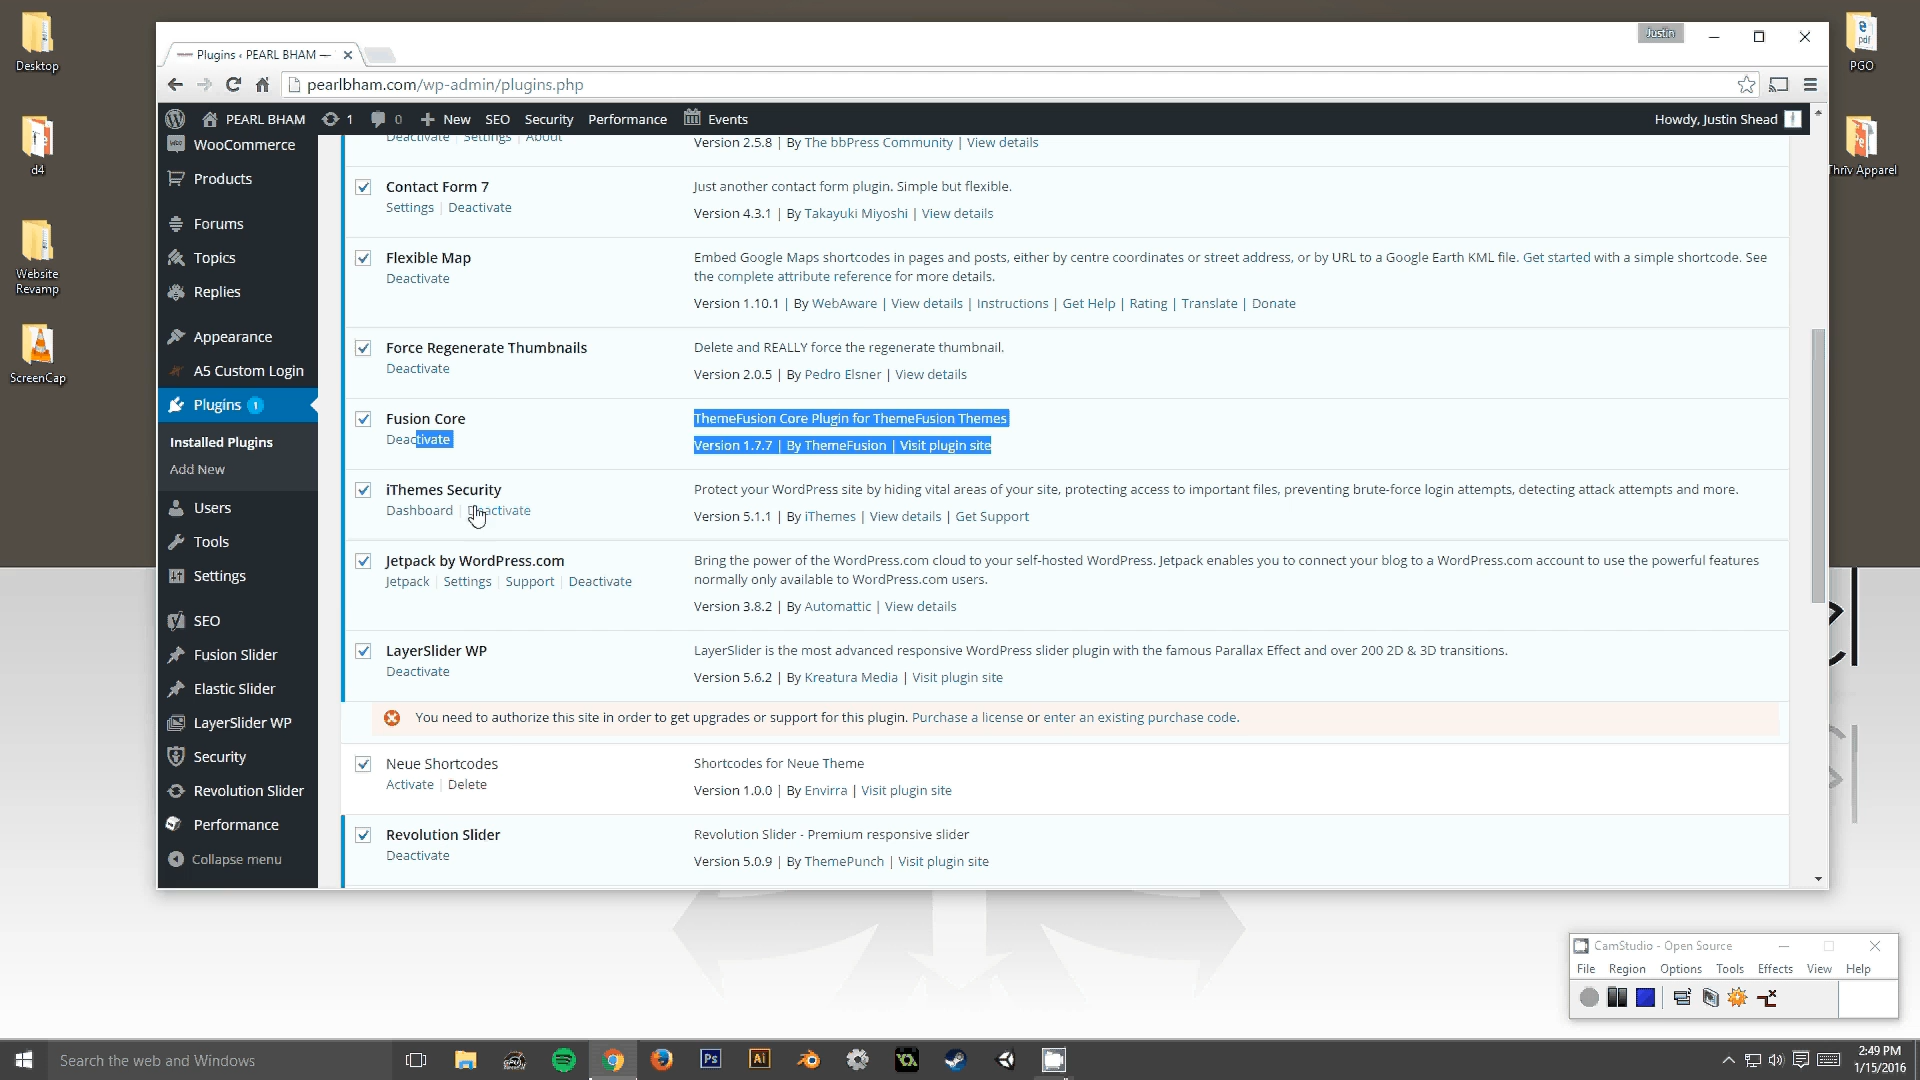 Desktop
d4
Website
Revamp
ScreenCap
PGO
Thriv Apparel
Justin
Plugins ‹ PEARL BHAM —
pearlbham.com/wp-admin/plugins.php
PEARL BHAM 1 0 New SEO Security Performance Events
Howdy, Justin Shead
WooCommerce
Products
Forums
Topics
Replies
Appearance
A5 Custom Login
Plugins 1
Installed Plugins
Add New
Users
Tools
Settings
SEO
Fusion Slider
Elastic Slider
LayerSlider WP
Security
Revolution Slider
Performance
Collapse menu
Deactivate | Settings | About
Version 2.5.8 | By The bbPress Community | View details
Contact Form 7
Settings | Deactivate
Just another contact form plugin. Simple but flexible.
Version 4.3.1 | By Takayuki Miyoshi | View details
Flexible Map
Deactivate
Embed Google Maps shortcodes in pages and posts, either by centre coordinates or street address, or by URL to a Google Earth KML file. Get started with a simple shortcode. See
the complete attribute reference for more details.
Version 1.10.1 | By WebAware | View details | Instructions | Get Help | Rating | Translate | Donate
Force Regenerate Thumbnails
Deactivate
Delete and REALLY force the regenerate thumbnail.
Version 2.0.5 | By Pedro Elsner | View details
Fusion Core
Deactivate
ThemeFusion Core Plugin for ThemeFusion Themes
Version 1.7.7 | By ThemeFusion | Visit plugin site
iThemes Security
Dashboard | Deactivate
Protect your WordPress site by hiding vital areas of your site, protecting access to important files, preventing brute-force login attempts, detecting attack attempts and more.
Version 5.1.1 | By iThemes | View details | Get Support
Jetpack by WordPress.com
Jetpack | Settings | Support | Deactivate
Bring the power of the WordPress.com cloud to your self-hosted WordPress. Jetpack enables you to connect your blog to a WordPress.com account to use the powerful features
normally only available to WordPress.com users.
Version 3.8.2 | By Automattic | View details
LayerSlider WP
Deactivate
LayerSlider is the most advanced responsive WordPress slider plugin with the famous Parallax Effect and over 200 2D & 3D transitions.
Version 5.6.2 | By Kreatura Media | Visit plugin site
You need to authorize this site in order to get upgrades or support for this plugin. Purchase a license or enter an existing purchase code.
Neue Shortcodes
Activate | Delete
Shortcodes for Neue Theme
Version 1.0.0 | By Envirra | Visit plugin site
Revolution Slider
Deactivate
Revolution Slider - Premium responsive slider
Version 5.0.9 | By ThemePunch | Visit plugin site
CamStudio - Open Source
File Region Options Tools Effects View Help
Search the web and Windows
Ps
Ai
2:49 PM
1/15/2016